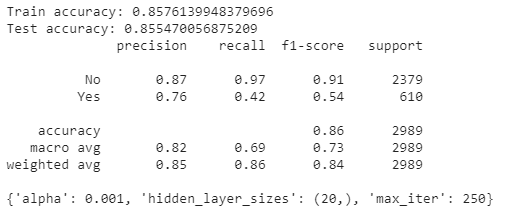 Train accuracy: 0.8576139948379696
Test accuracy: 0.855470056875209
precision recall f1-score support
No 0.87 0.97 0.91 2379
Yes 0.76 0.42 0.54 610
accuracy 0.86 2989
macro avg 0.82 0.69 0.73 2989
weighted avg 0.85 0.86 0.84 2989
{'alpha': 0.001, 'hidden_layer_sizes': (20,), 'max_iter': 250}